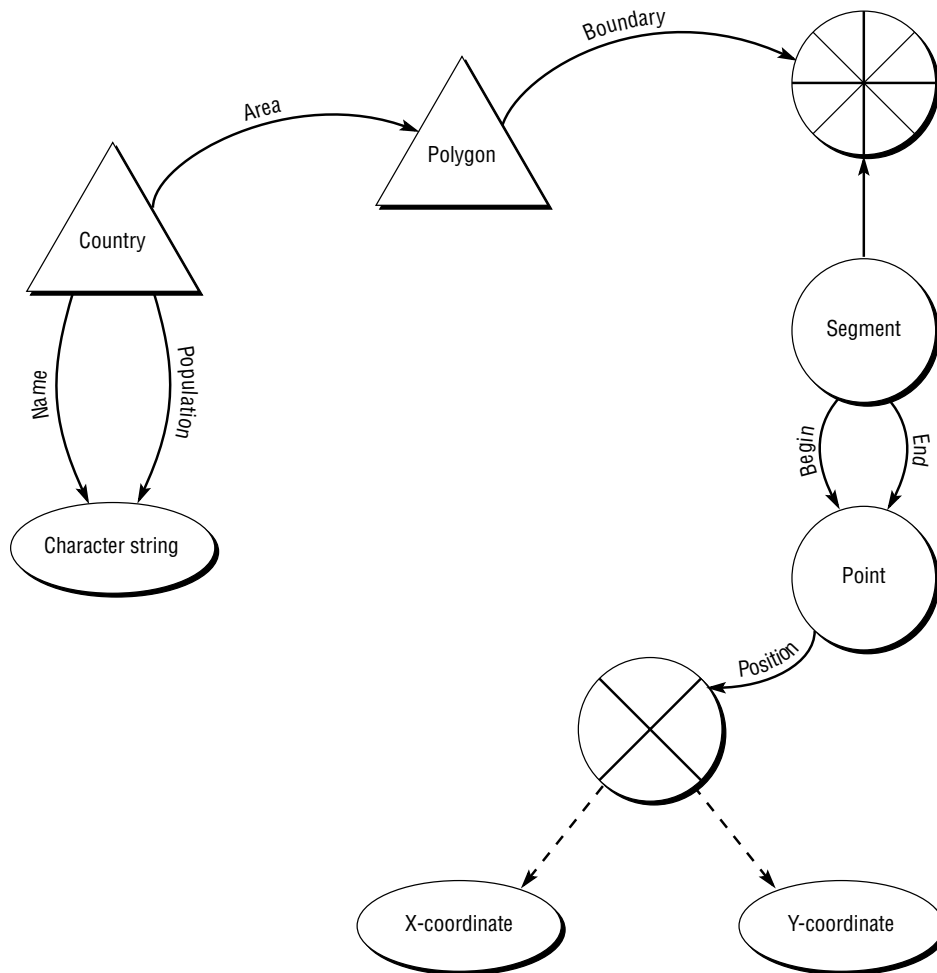 Boundary
Area
Polygon
Country
Segment
Name
Population
Begin
End
Character string
Point
Position
X-coordinate
Y-coordinate